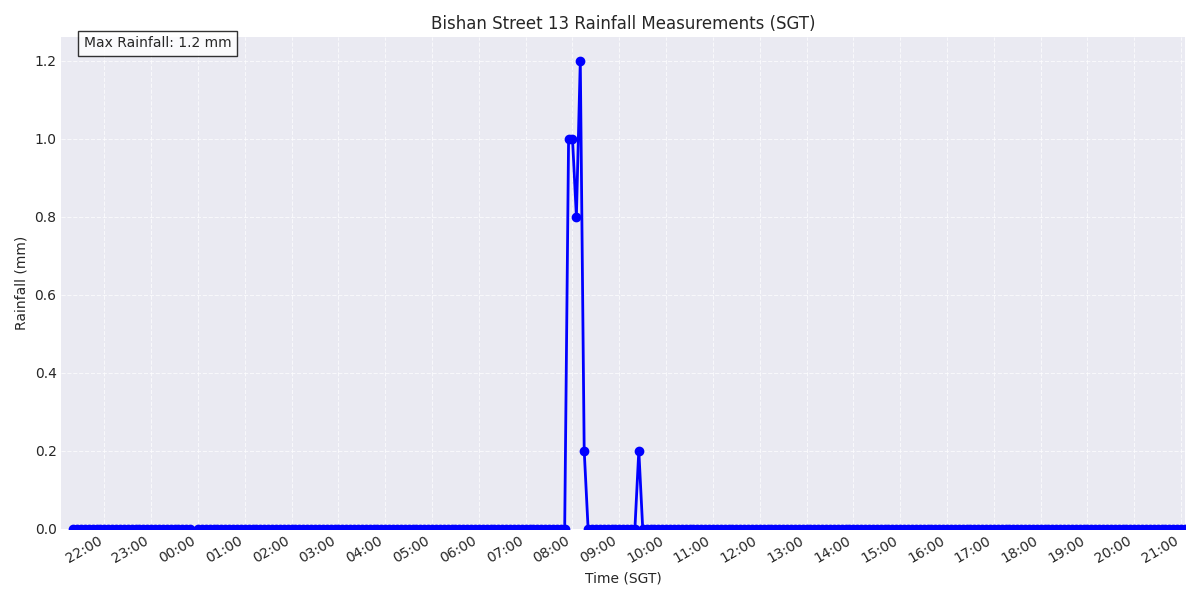 Bishan Street 13 Rainfall Measurements (SGT)
Max Rainfall: 1.2 mm
Rainfall (mm)
1.2
1.0
0.8
0.6
0.4
0.2
0.0
22:00 23:00 00:00 01:00 02:00 03:00 04:00 05:00 06:00 07:00 08:00 09:00 10:00 11:00 12:00 13:00 14:00 15:00 16:00 17:00 18:00 19:00 20:00 21:00
Time (SGT)